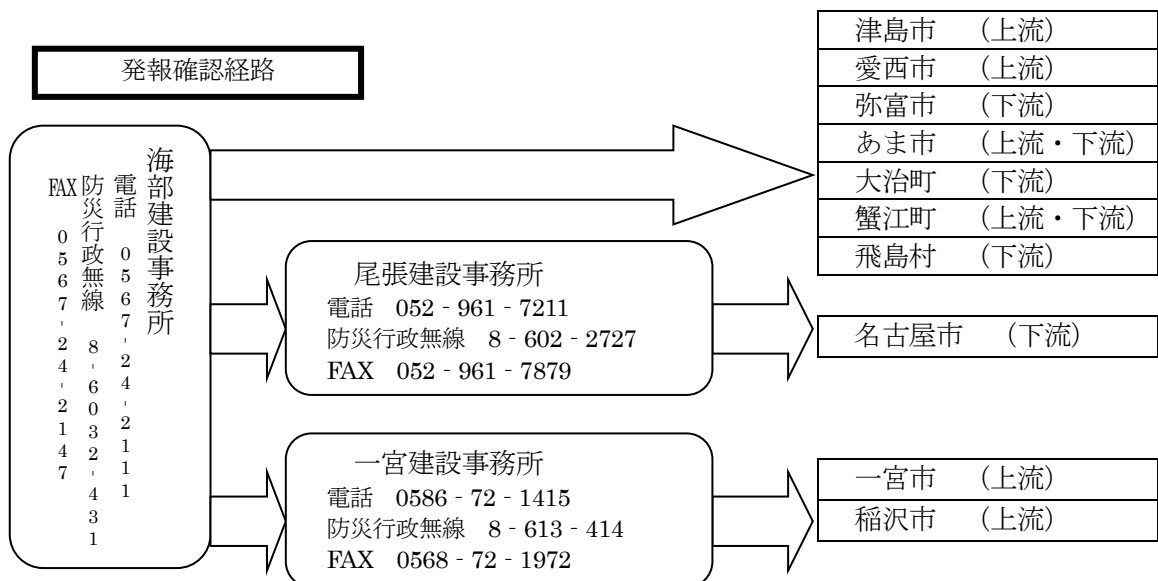 発報確認経路
海部建設事務所
電話　0567-24-2111
防災行政無線　8-6032-431
FAX　0567-24-2147
尾張建設事務所
電話　052‐961‐7211
防災行政無線　8‐602‐2727
FAX　052‐961‐7879
一宮建設事務所
電話　0586‐72‐1415
防災行政無線　8‐613‐414
FAX　0568‐72‐1972
津島市　（上流）
愛西市　（上流）
弥富市　（下流）
あま市　（上流・下流）
大治町　（下流）
蟹江町　（上流・下流）
飛島村　（下流）
名古屋市　（下流）
一宮市　（上流）
稲沢市　（上流）